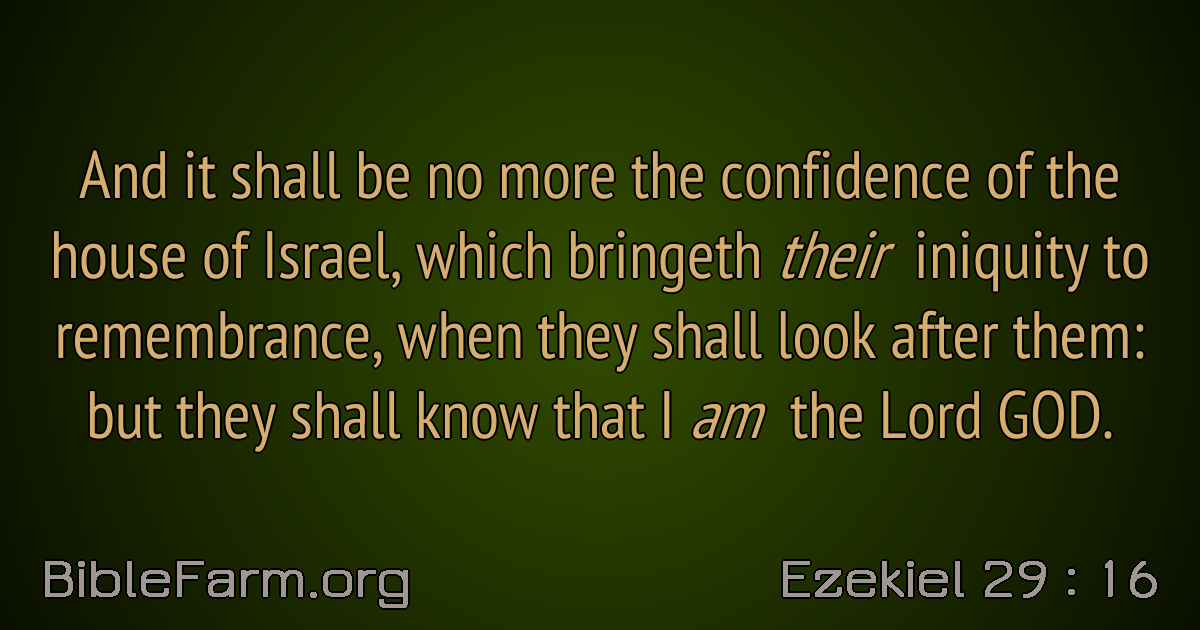 And it shall be no more the confidence of the
house of Israel, which bringeth their iniquity to
remembrance, when they shall look after them:
but they shall know that I am the Lord GOD.
BibleFarm.org
Ezekiel 29 : 16